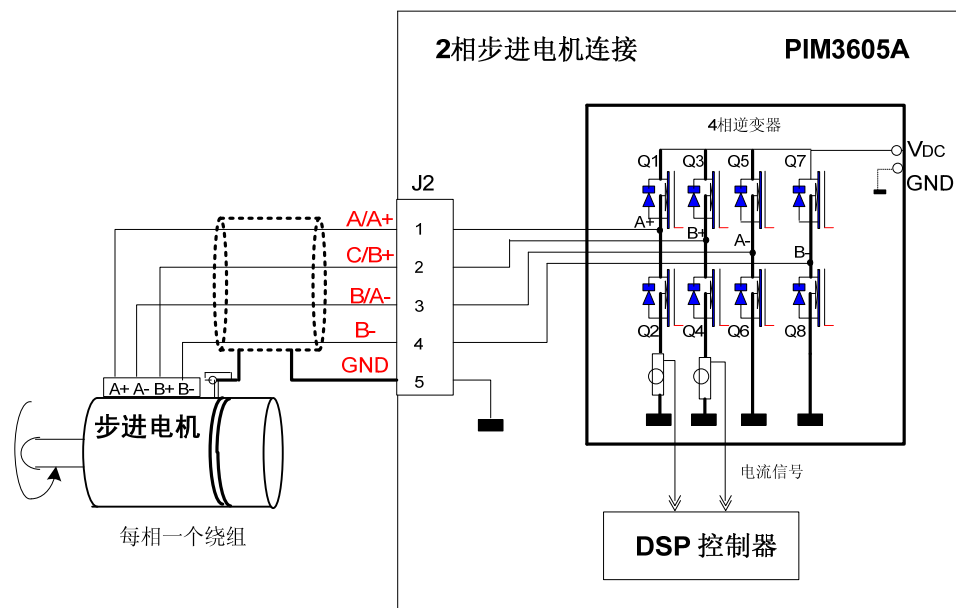 2相步进电机连接 PIM3605A
4相逆变器
Q1 Q3 Q5 Q7
VDC
GND
J2
A/A+ 1
A+ B+ A- B-
C/B+ 2
B/A- 3
B- 4
Q2 Q4 Q6 Q8
GND 5
A+ A- B+ B-
步进电机
每相一个绕组
电流信号
DSP 控制器